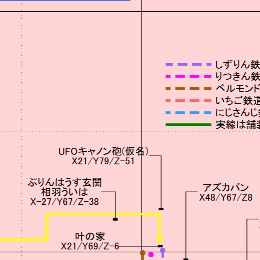 しずりん鉄
りつきん鉄
ベルモンド
いちご鉄道
にじさんじ
実線は舗装
UFOキャノン砲(仮名)
X21/Y79/Z-51
ぷりんはうす玄関
相羽ういは
X-27/Y67/Z-38
アズカバン
X48/Y67/Z8
叶の家
X21/Y69/Z-6